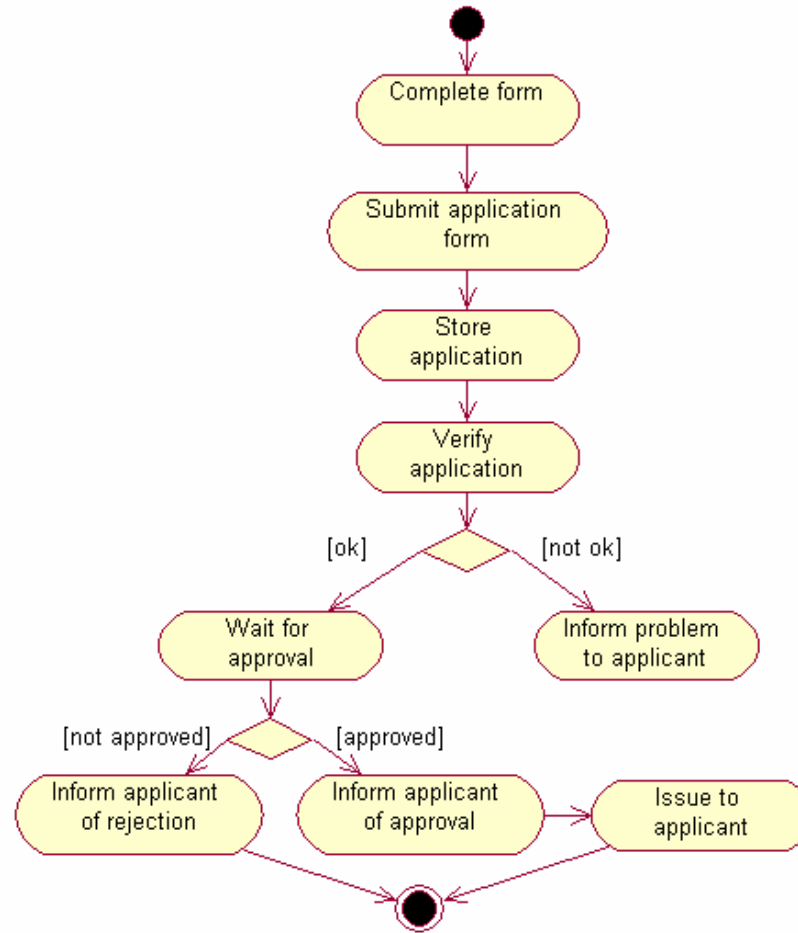 Complete form
Submit application
form
Store
application
Verify
application
[ok]
[not ok]
Wait for
approval
Inform problem
to applicant
[not approved]
[approved]
Inform applicant
of rejection
Inform applicant
of approval
Issue to
applicant